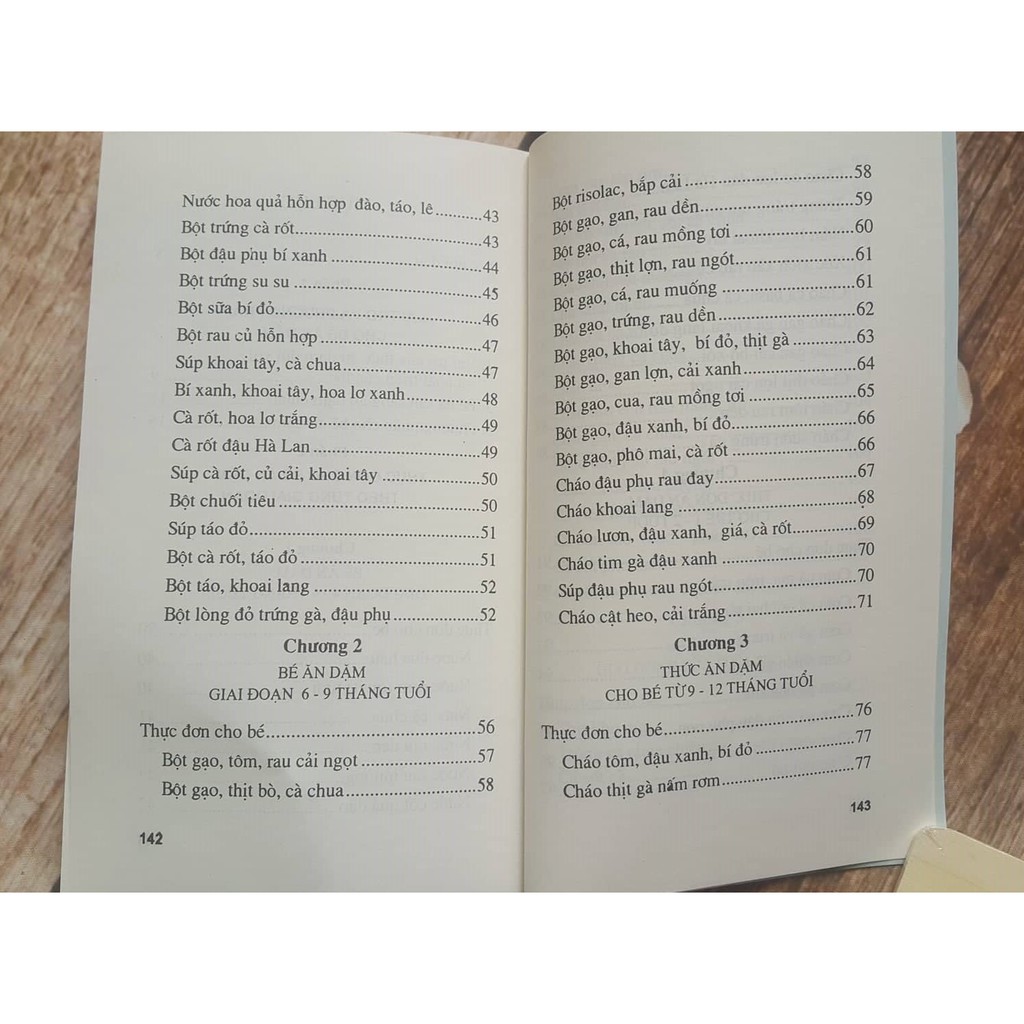 Nước hoa quả hỗn hợp đào, táo, lê..........43
Bột trứng cà rốt........................................43
Bột đậu phụ bí xanh ................................44
Bột trứng su su ........................................45
Bột sữa bí đỏ............................................46
Bột rau củ hỗn hợp...................................47
Súp khoai tây, cà chua..............................47
Bí xanh, khoai tây, hoa lơ xanh.................48
Cà rốt, hoa lơ trắng...................................49
Cà rốt đậu Hà Lan ....................................49
Súp cà rốt, củ cải, khoai tây ......................50
Bột chuối tiêu ...........................................50
Súp táo đỏ.................................................51
Bột cà rốt, táo đỏ .......................................51
Bột táo, khoai lang ....................................52
Bột lòng đỏ trứng gà, đậu phụ ..................52
Chương 2
BÉ ĂN DẶM
GIAI ĐOẠN 6 - 9 THÁNG TUỔI
Thực đơn cho bé............................................56
Bột gạo, tôm, rau cải ngọt .........................57
Bột gạo, thịt bò, cà chua............................58
142
Bột risolac, bắp cải ...................................58
Bột gạo, gan, rau dền................................59
Bột gạo, cá, rau mồng tơi .........................60
Bột gạo, thịt lợn, rau ngót.........................61
Bột gạo, cá, rau muống ............................61
Bột gạo, trứng, rau dền .............................62
Bột gạo, khoai tây, bí đỏ, thịt gà ..............63
Bột gạo, gan lợn, cải xanh ........................64
Bột gạo, cua, rau mồng tơi .......................65
Bột gạo, đậu xanh, bí đỏ...........................66
Bột gạo, phô mai, cà rốt ...........................66
Cháo đậu phụ rau đay...............................67
Cháo khoai lang .......................................68
Cháo lươn, đậu xanh, giá, cà rốt...............69
Cháo tim gà đậu xanh ..............................70
Súp đậu phụ rau ngót................................70
Cháo cật heo, cải trắng.............................71
Chương 3
THỨC ĂN DẶM
CHO BÉ TỪ 9 - 12 THÁNG TUỔI
Thực đơn cho bé...........................................76
Cháo tôm, đậu xanh, bí đỏ .......................77
Cháo thịt gà nấm rơm...............................77
143